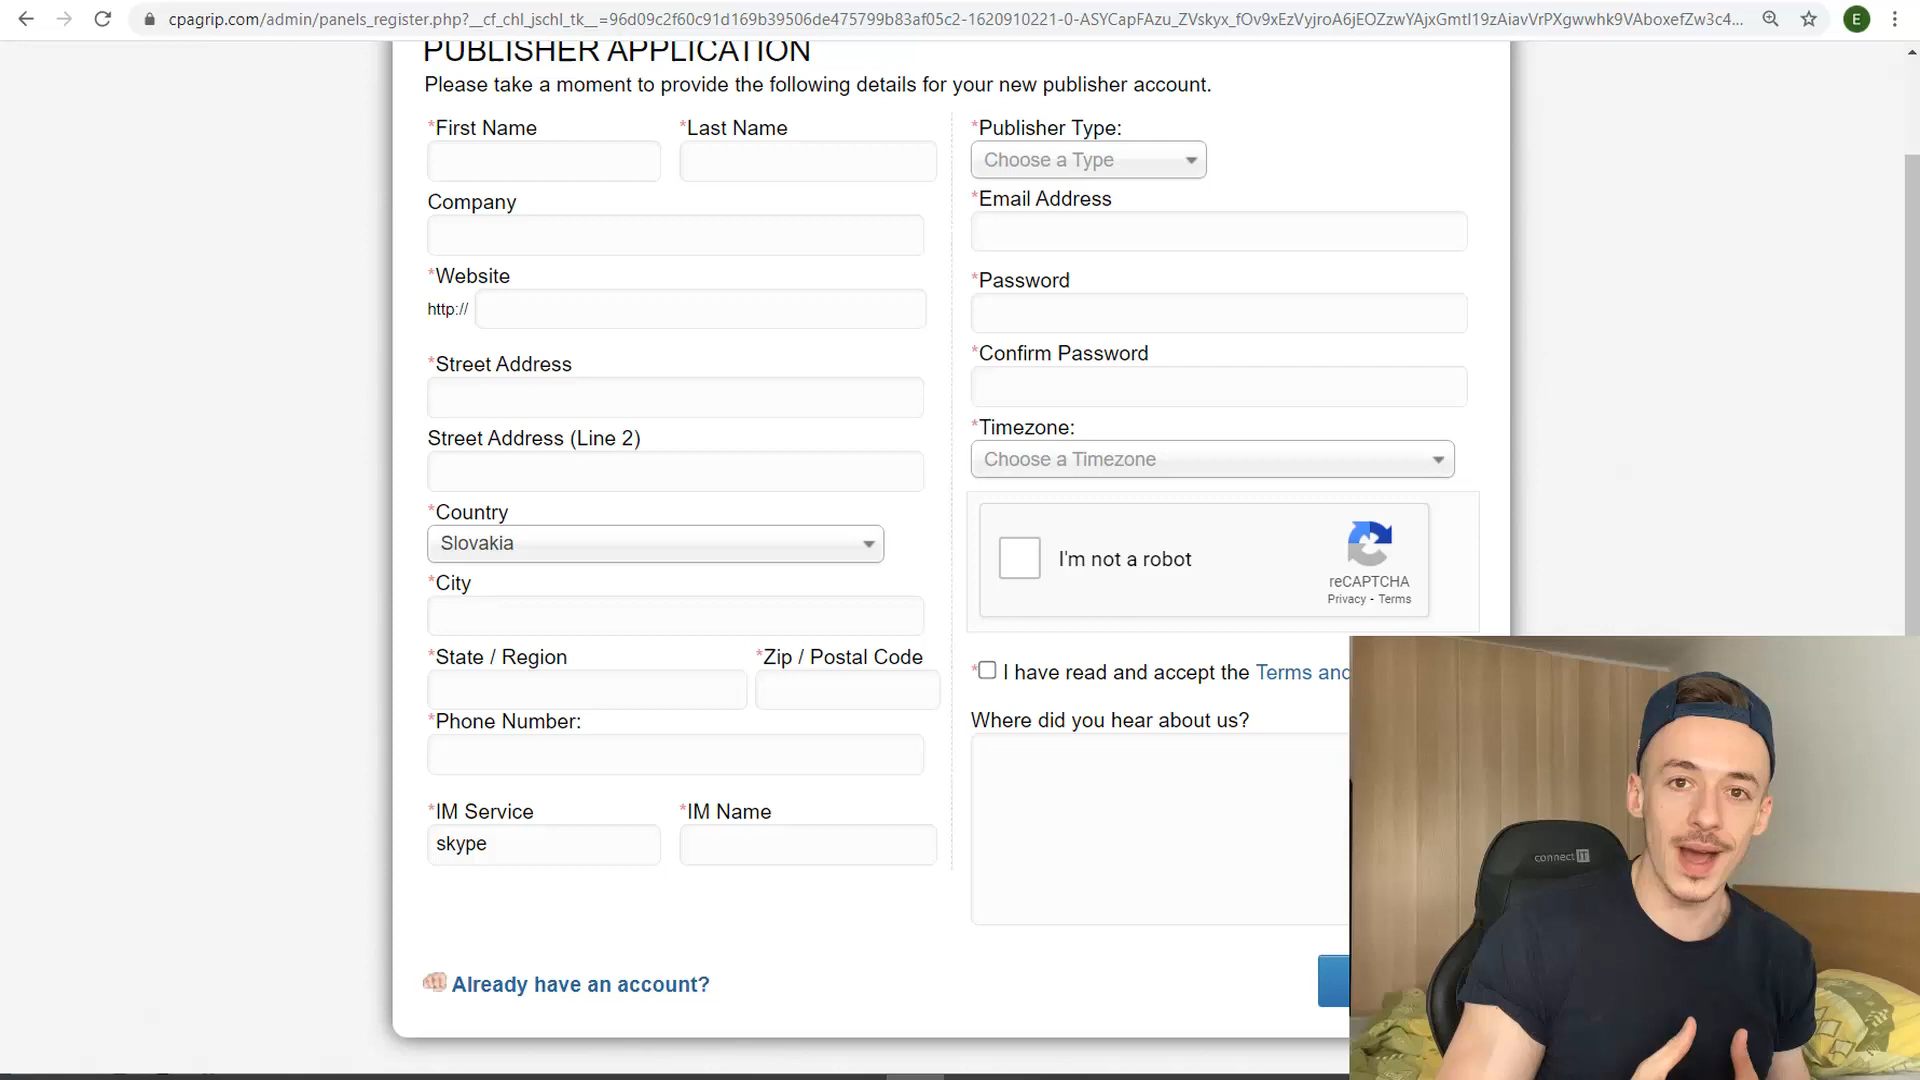 cpagrip.com/admin/panels_register.php?__cf_chl_jschl_tk__=96d09c2f60c91d169b39506de475799b83af05c2-1620910221-0-ASYCapFAzu_ZVskyx_fOv9xEzVyjroA6jEOZzwYAjxGmtI19zAiavVrPXgwwhk9VAboxefZw3c4...
E
PUBLISHER APPLICATION
Please take a moment to provide the following details for your new publisher account.
*First Name
*Last Name
Company
*Website
http://
*Street Address
Street Address (Line 2)
*Country
Slovakia
*City
*State / Region
*Zip / Postal Code
*Phone Number:
*IM Service
*IM Name
skype
Already have an account?
*Publisher Type:
Choose a Type
*Email Address
*Password
*Confirm Password
*Timezone:
Choose a Timezone
I'm not a robot
reCAPTCHA
Privacy - Terms
*I have read and accept the Terms and
Where did you hear about us?
connect IT